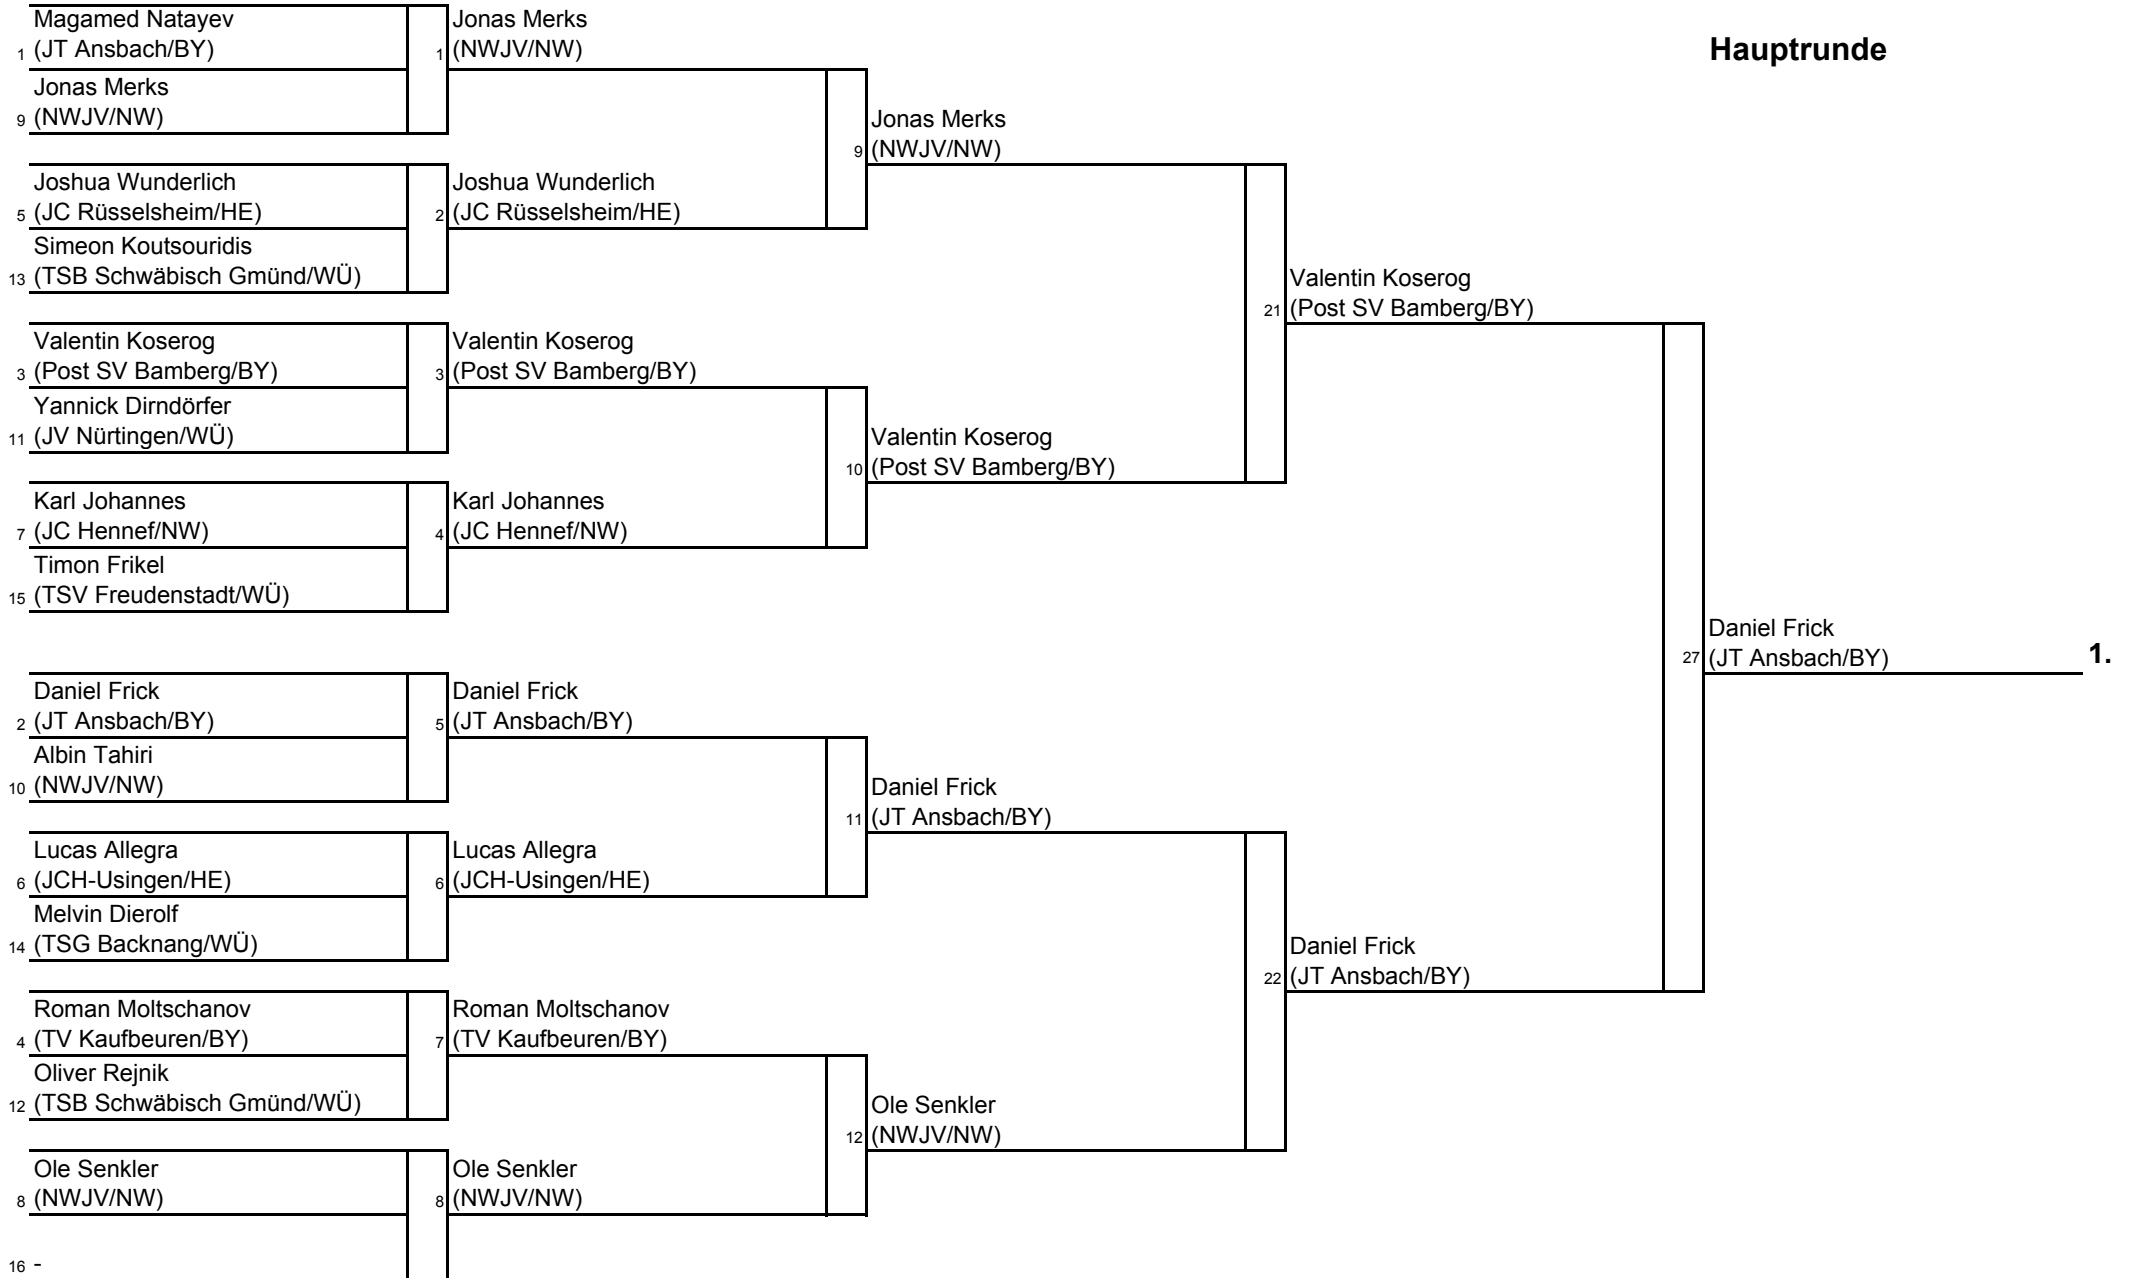 Hauptrunde
Magamed Natayev
1 (JT Ansbach/BY)
Jonas Merks
9 (NWJV/NW)
Joshua Wunderlich
5 (JC Rüsselsheim/HE)
Simeon Koutsouridis
13 (TSB Schwäbisch Gmünd/WÜ)
Valentin Koserog
3 (Post SV Bamberg/BY)
Yannick Dirndörfer
11 (JV Nürtingen/WÜ)
Karl Johannes
7 (JC Hennef/NW)
Timon Frikel
15 (TSV Freudenstadt/WÜ)
Daniel Frick
2 (JT Ansbach/BY)
Albin Tahiri
10 (NWJV/NW)
Lucas Allegra
6 (JCH-Usingen/HE)
Melvin Dierolf
14 (TSG Backnang/WÜ)
Roman Moltschanov
4 (TV Kaufbeuren/BY)
Oliver Rejnik
12 (TSB Schwäbisch Gmünd/WÜ)
Ole Senkler
8 (NWJV/NW)
16 -
Jonas Merks
1 (NWJV/NW)
Joshua Wunderlich
2 (JC Rüsselsheim/HE)
Valentin Koserog
3 (Post SV Bamberg/BY)
Karl Johannes
4 (JC Hennef/NW)
Daniel Frick
5 (JT Ansbach/BY)
Lucas Allegra
6 (JCH-Usingen/HE)
Roman Moltschanov
7 (TV Kaufbeuren/BY)
Ole Senkler
8 (NWJV/NW)
Jonas Merks
9 (NWJV/NW)
Valentin Koserog
10 (Post SV Bamberg/BY)
Daniel Frick
11 (JT Ansbach/BY)
Ole Senkler
12 (NWJV/NW)
Valentin Koserog
21 (Post SV Bamberg/BY)
Daniel Frick
22 (JT Ansbach/BY)
Daniel Frick
27 (JT Ansbach/BY) 1.